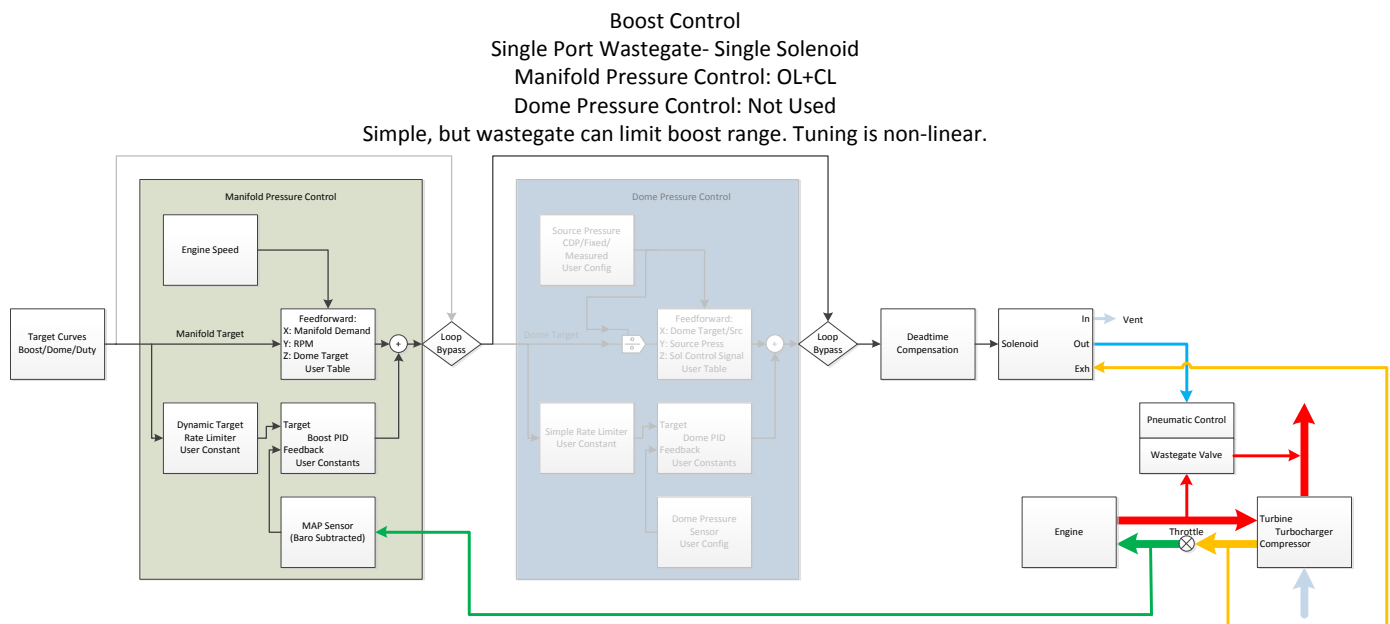 Boost Control
Single Port Wastegate- Single Solenoid
Manifold Pressure Control: OL+CL
Dome Pressure Control: Not Used
Simple, but wastegate can limit boost range. Tuning is non-linear.
Manifold Pressure Control
Engine Speed
Target Curves
Boost/Dome/Duty
Manifold Target
Feedforward:
X: Manifold Demand
Y: RPM
Z: Dome Target
User Table
+
Loop
Bypass
Dynamic Target
Rate Limiter
User Constant
Target
Boost PID
Feedback
User Constants
MAP Sensor
(Baro Subtracted)
Dome Pressure Control
Source Pressure
CDP/Fixed/
Measured
User Config
Dome Target
÷
Feedforward:
X: Dome Target/Src
Y: Source Press
Z: Sol Control Signal
User Table
+
Loop
Bypass
Simple Rate Limiter
User Constant
Target
Dome PID
Feedback
User Constants
Dome Pressure
Sensor
User Config
Deadtime
Compensation
Solenoid
In
Out
Exh
Vent
Pneumatic Control
Wastegate Valve
Engine
Throttle
Turbine
Turbocharger
Compressor